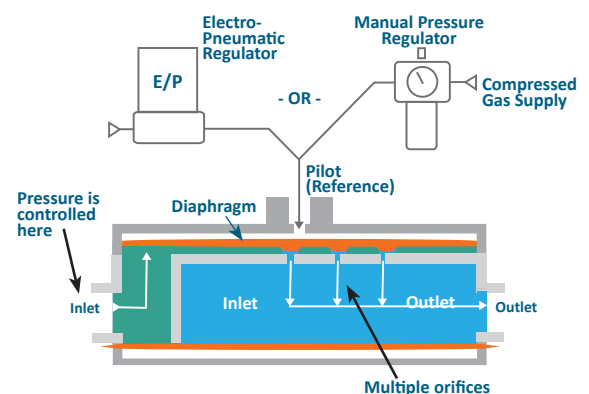 Electro-
Pneumatic
Regulator
E/P
- OR -
Manual Pressure
Regulator
Compressed
Gas Supply
Pilot
(Reference)
Pressure is
controlled
here
Diaphragm
Inlet
Inlet
Outlet
Outlet
Multiple orifices